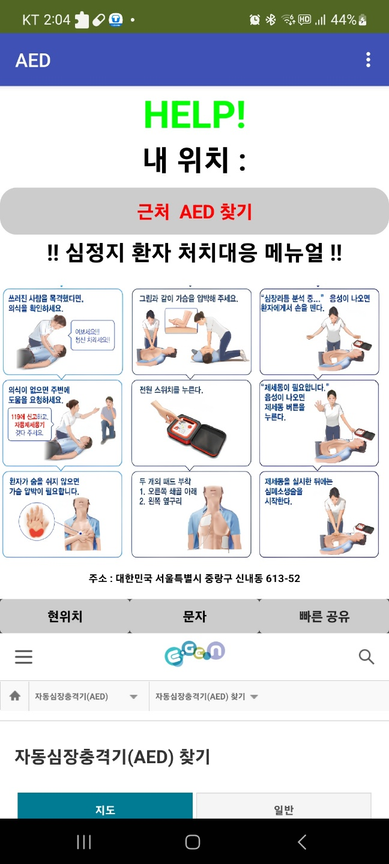 KT 2:04 44%
AED
HELP!
내 위치 :
근처 AED 찾기
!! 심정지 환자 처치대응 메뉴얼 !!
쓰러진 사람을 목격했다면,
의식을 확인하세요.
여보세요!!
정신 차리세요!
그림과 같이 가슴을 압박해 주세요.
"심장리듬 분석 중..." 음성이 나오면
환자에게서 손을 뗀다.
의식이 없으면 주변에
도움을 요청하세요.
119에 신고하고,
자동제세동기
갖다 주세요.
전원 스위치를 누른다.
"제세동이 필요합니다."
음성이 나오면
제세동 버튼을
누른다.
환자가 숨을 쉬지 않으면
가슴 압박이 필요합니다.
두 개의 패드 부착
1. 오른쪽 쇄골 아래
2. 왼쪽 옆구리
제세동을 실시한 뒤에는
심폐소생술을
시작한다.
주소 : 대한민국 서울특별시 중랑구 신내동 613-52
현위치
문자
빠른 공유
e-Gen
자동심장충격기(AED)
자동심장충격기(AED) 찾기
자동심장충격기(AED) 찾기
지도
일반